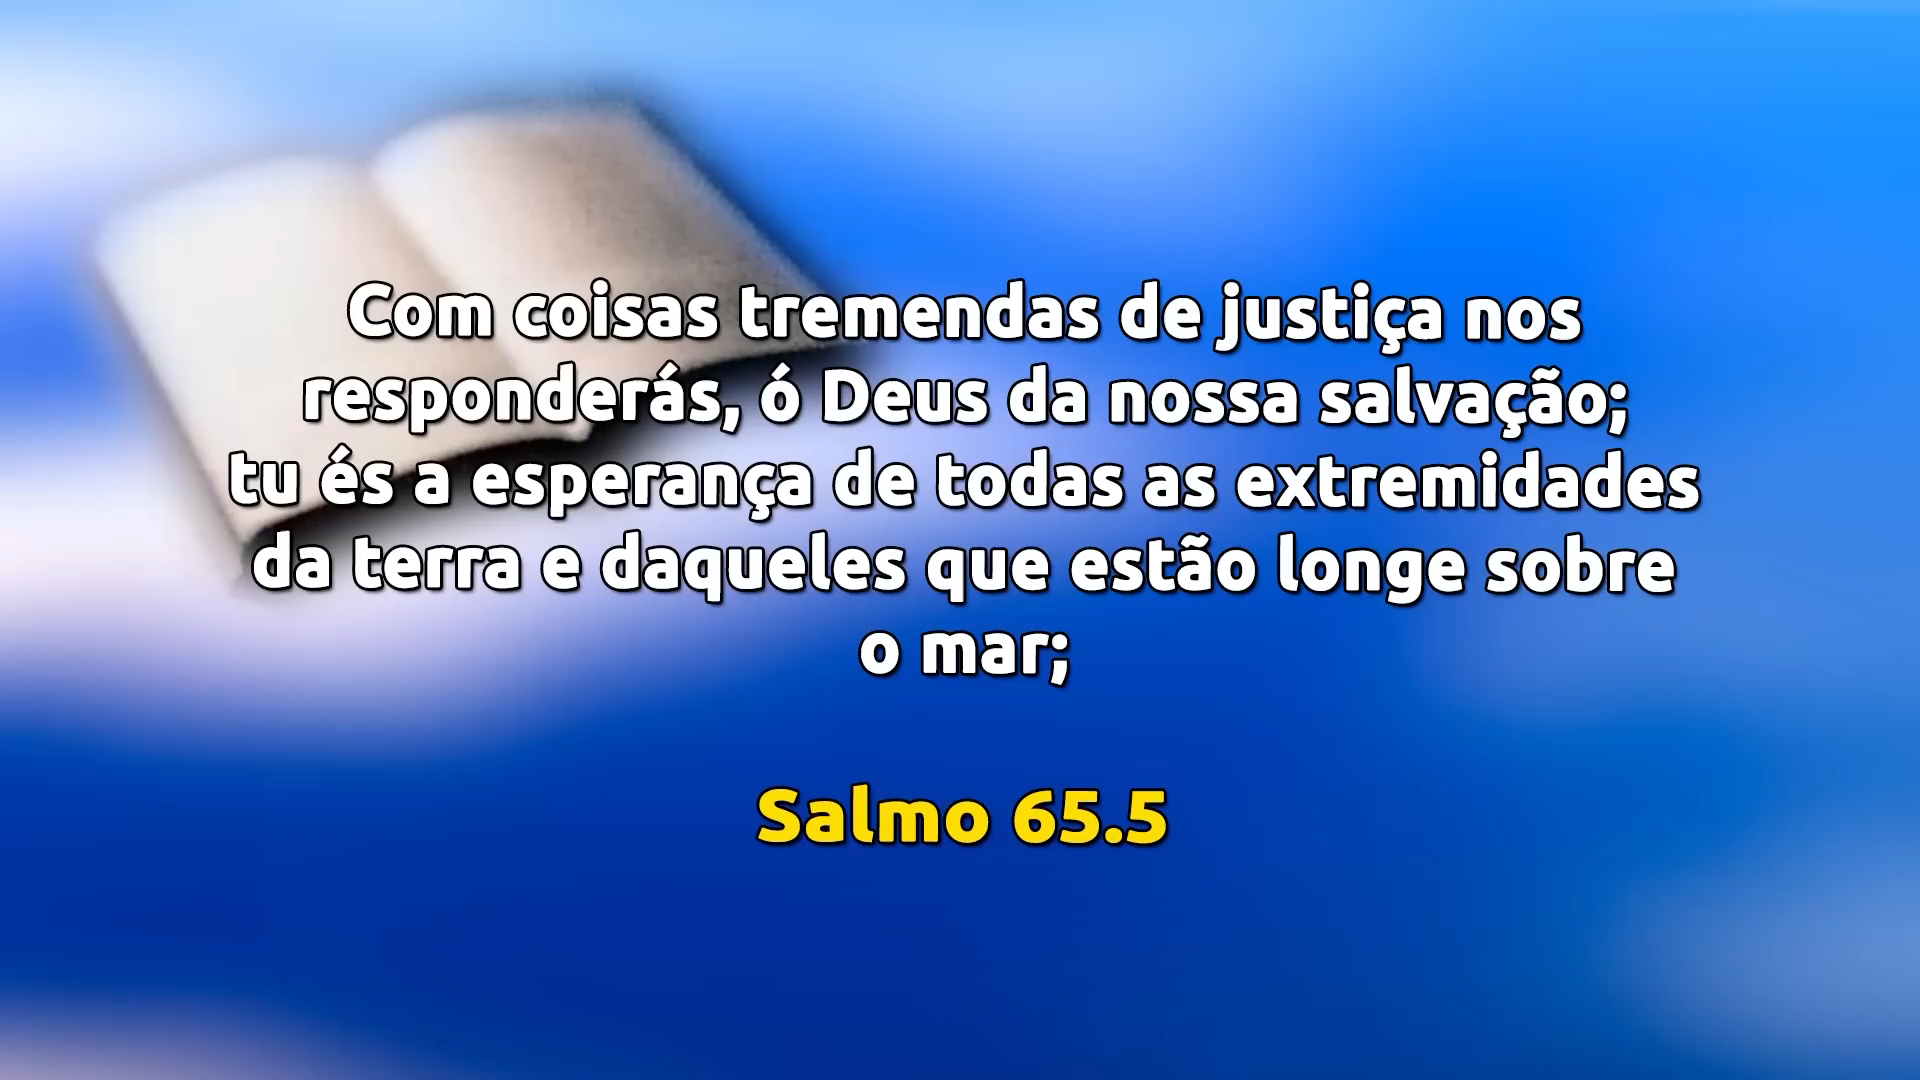 Com coisas tremendas de justiça nos
responderás, ó Deus da nossa salvação;
tu és a esperança de todas as extremidades
da terra e daqueles que estão longe sobre
o mar;
Salmo 65.5